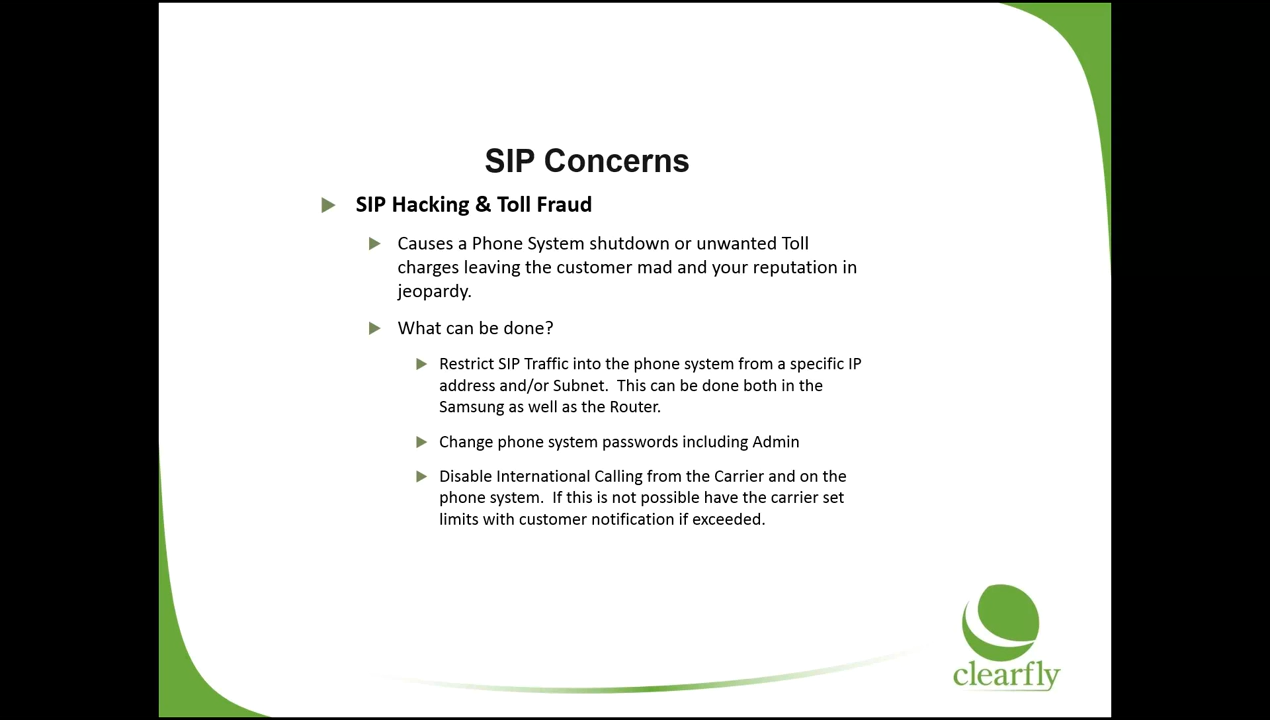 SIP Concerns
SIP Hacking & Toll Fraud
Causes a Phone System shutdown or unwanted Toll
charges leaving the customer mad and your reputation in
jeopardy.
What can be done?
Restrict SIP Traffic into the phone system from a specific IP
address and/or Subnet.  This can be done both in the
Samsung as well as the Router.
Change phone system passwords including Admin
Disable International Calling from the Carrier and on the
phone system.  If this is not possible have the carrier set
limits with customer notification if exceeded.
clearfly